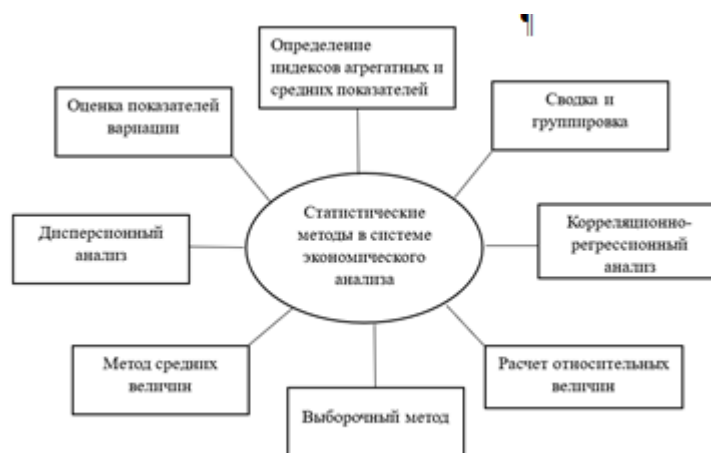 ¶
Определение
индексов агрегатных и
средних показателей
Оценка показателей
вариации
Сводка и
группировка
Статистические
методы в системе
экономического
анализа
Дисперсионный
анализ
Корреляционно-
регрессионный
анализ
Метод средних
величин
Выборочный метод
Расчет относительных
величин